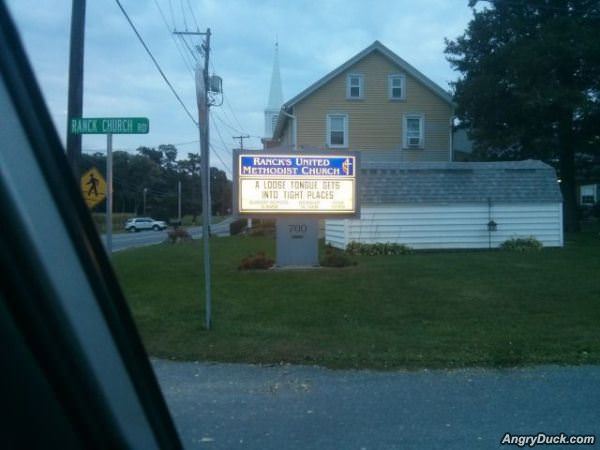 RANCK CHURCH RD
RANCK'S UNITED
METHODIST CHURCH
A LOOSE TONGUE GETS
INTO TIGHT PLACES
700
AngryDuck.com